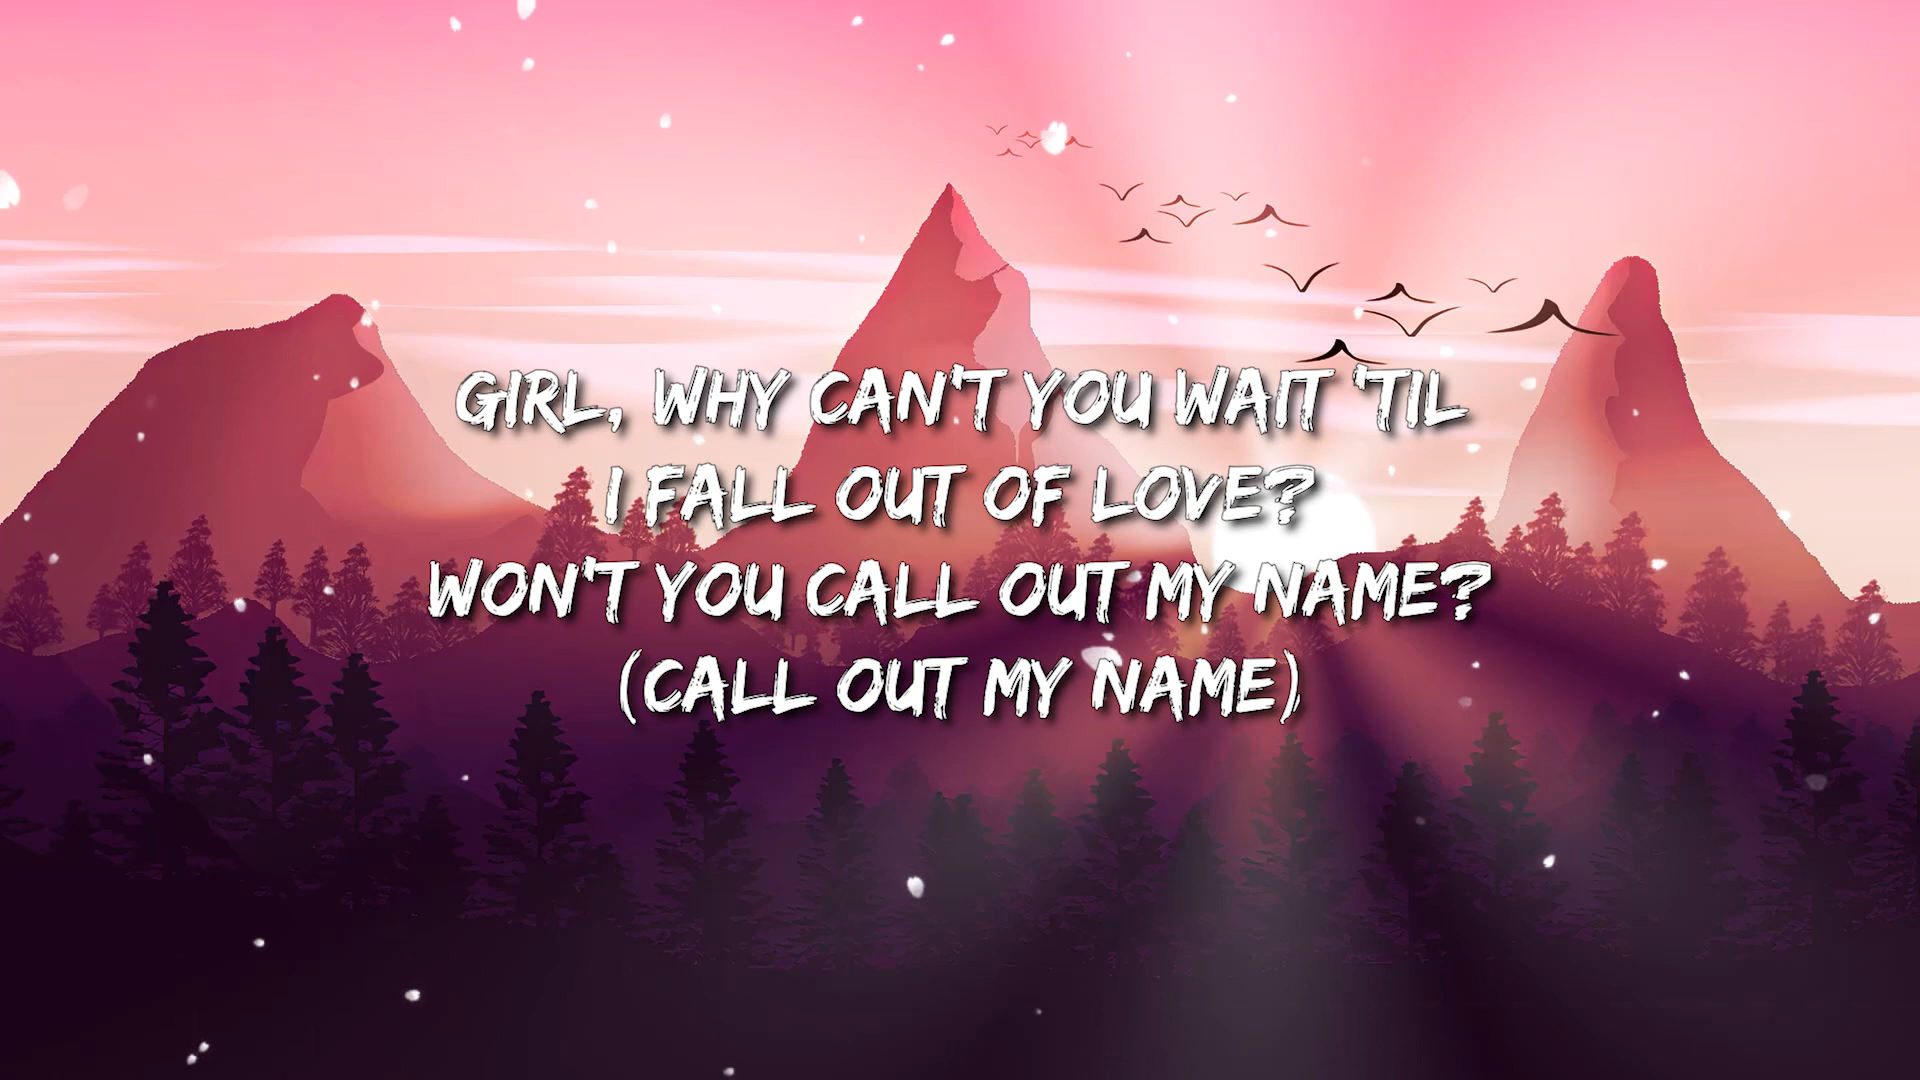 GIRL, WHY CAN'T YOU WAIT 'TIL
I FALL OUT OF LOVE?
WON'T YOU CALL OUT MY NAME?
(CALL OUT MY NAME)